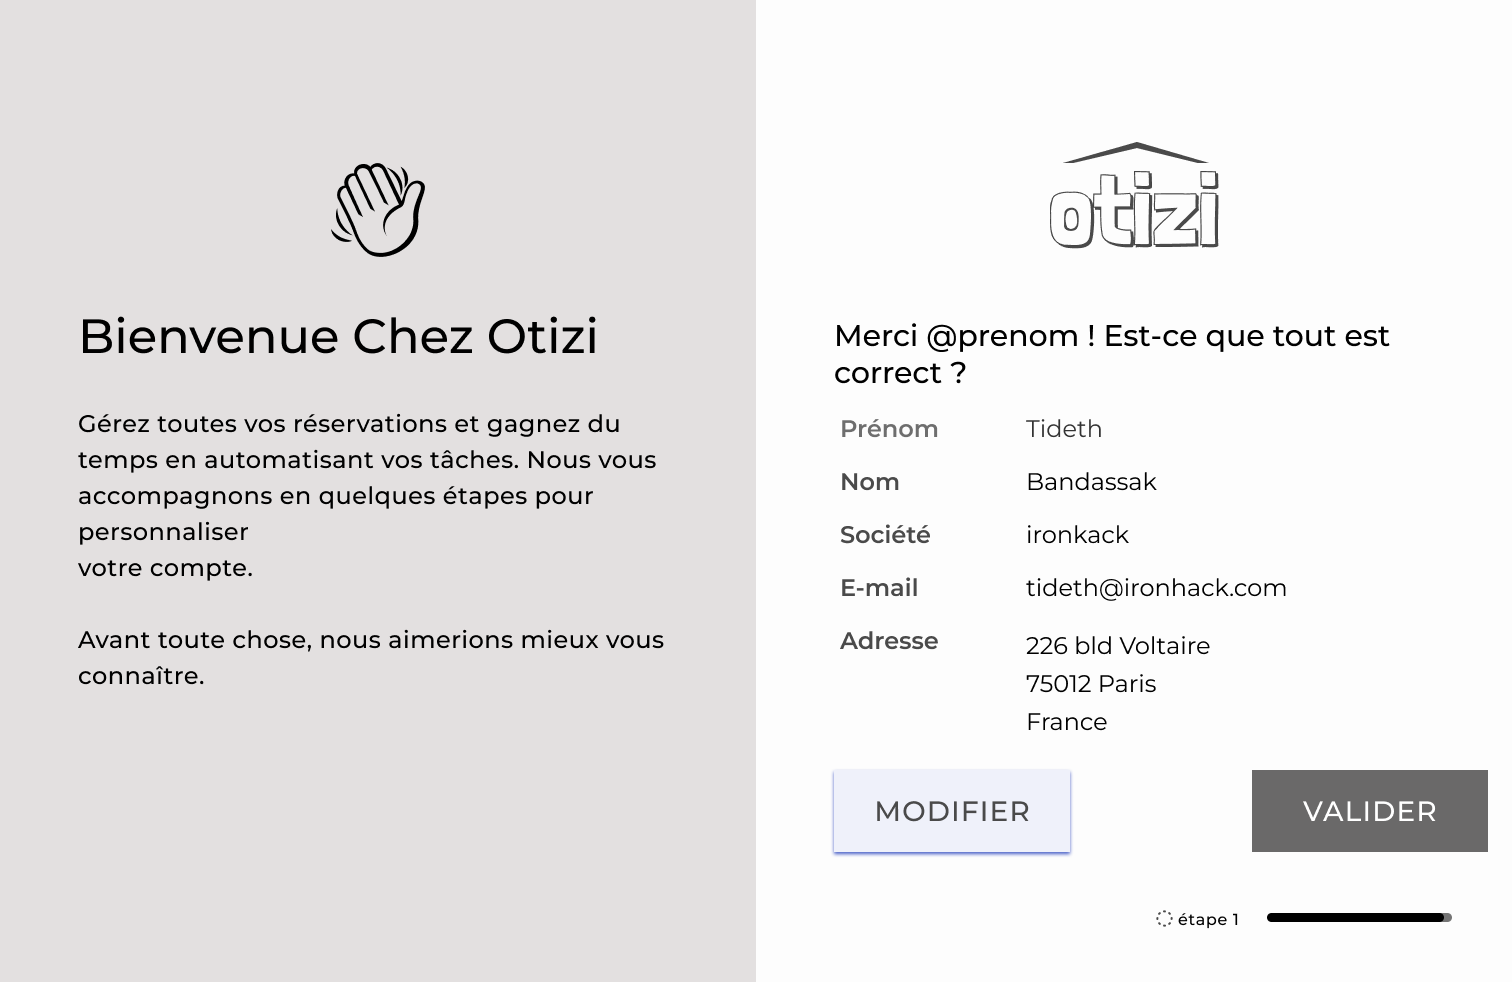 Bienvenue Chez Otizi
Gérez toutes vos réservations et gagnez du
temps en automatisant vos tâches. Nous vous
accompagnons en quelques étapes pour
personnaliser
votre compte.
Avant toute chose, nous aimerions mieux vous
connaître.
otizi
Merci @prenom ! Est-ce que tout est
correct ?
Prénom Tideth
Nom Bandassak
Société ironkack
E-mail tideth@ironhack.com
Adresse 226 bld Voltaire
75012 Paris
France
MODIFIER VALIDER
étape 1